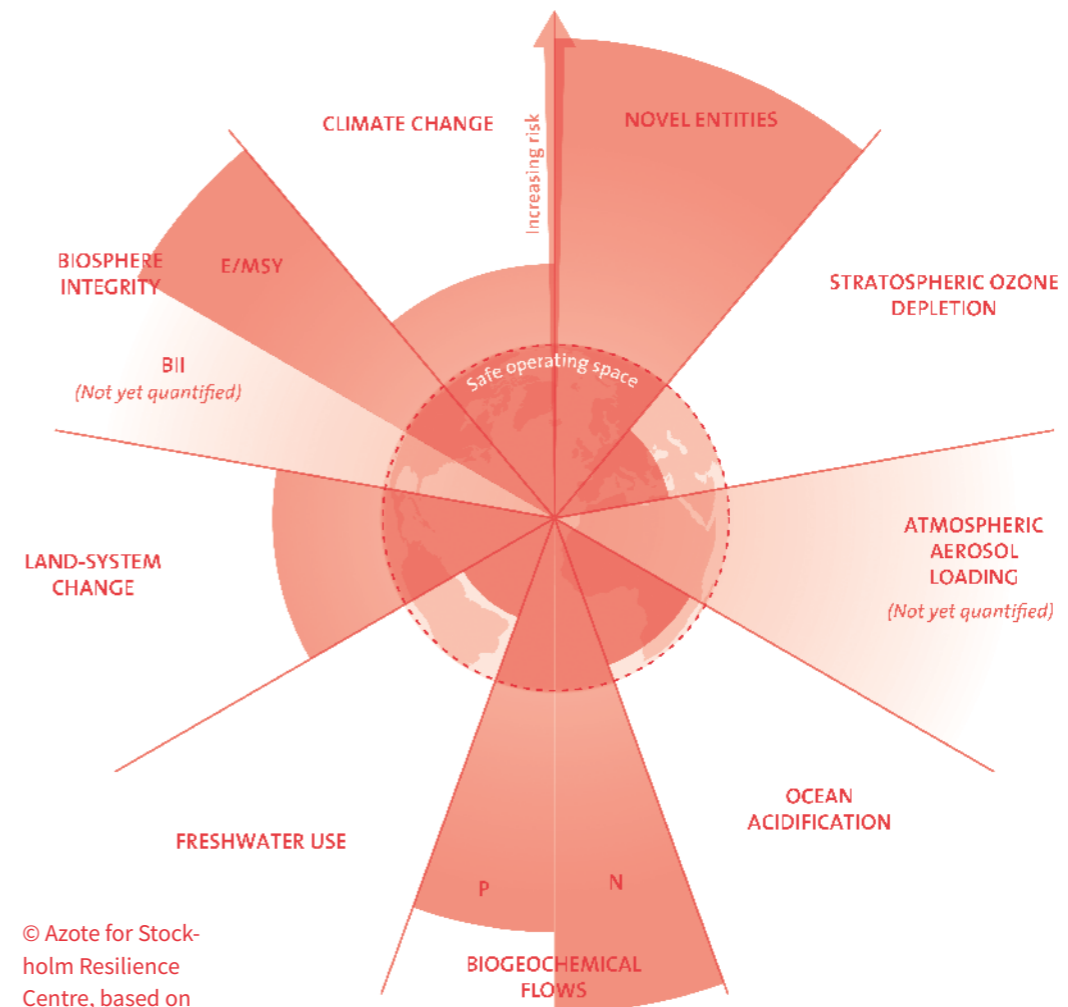 CLIMATE CHANGE
Increasing risk
NOVEL ENTITIES
BIOSPHERE
INTEGRITY
E/MSY
BII
(Not yet quantified)
STRATOSPHERIC OZONE
DEPLETION
Safe operating space
LAND-SYSTEM
CHANGE
ATMOSPHERIC
AEROSOL
LOADING
(Not yet quantified)
FRESHWATER USE
P
N
OCEAN
ACIDIFICATION
BIOGEOCHEMICAL
FLOWS
© Azote for Stock-
holm Resilience
Centre, based on